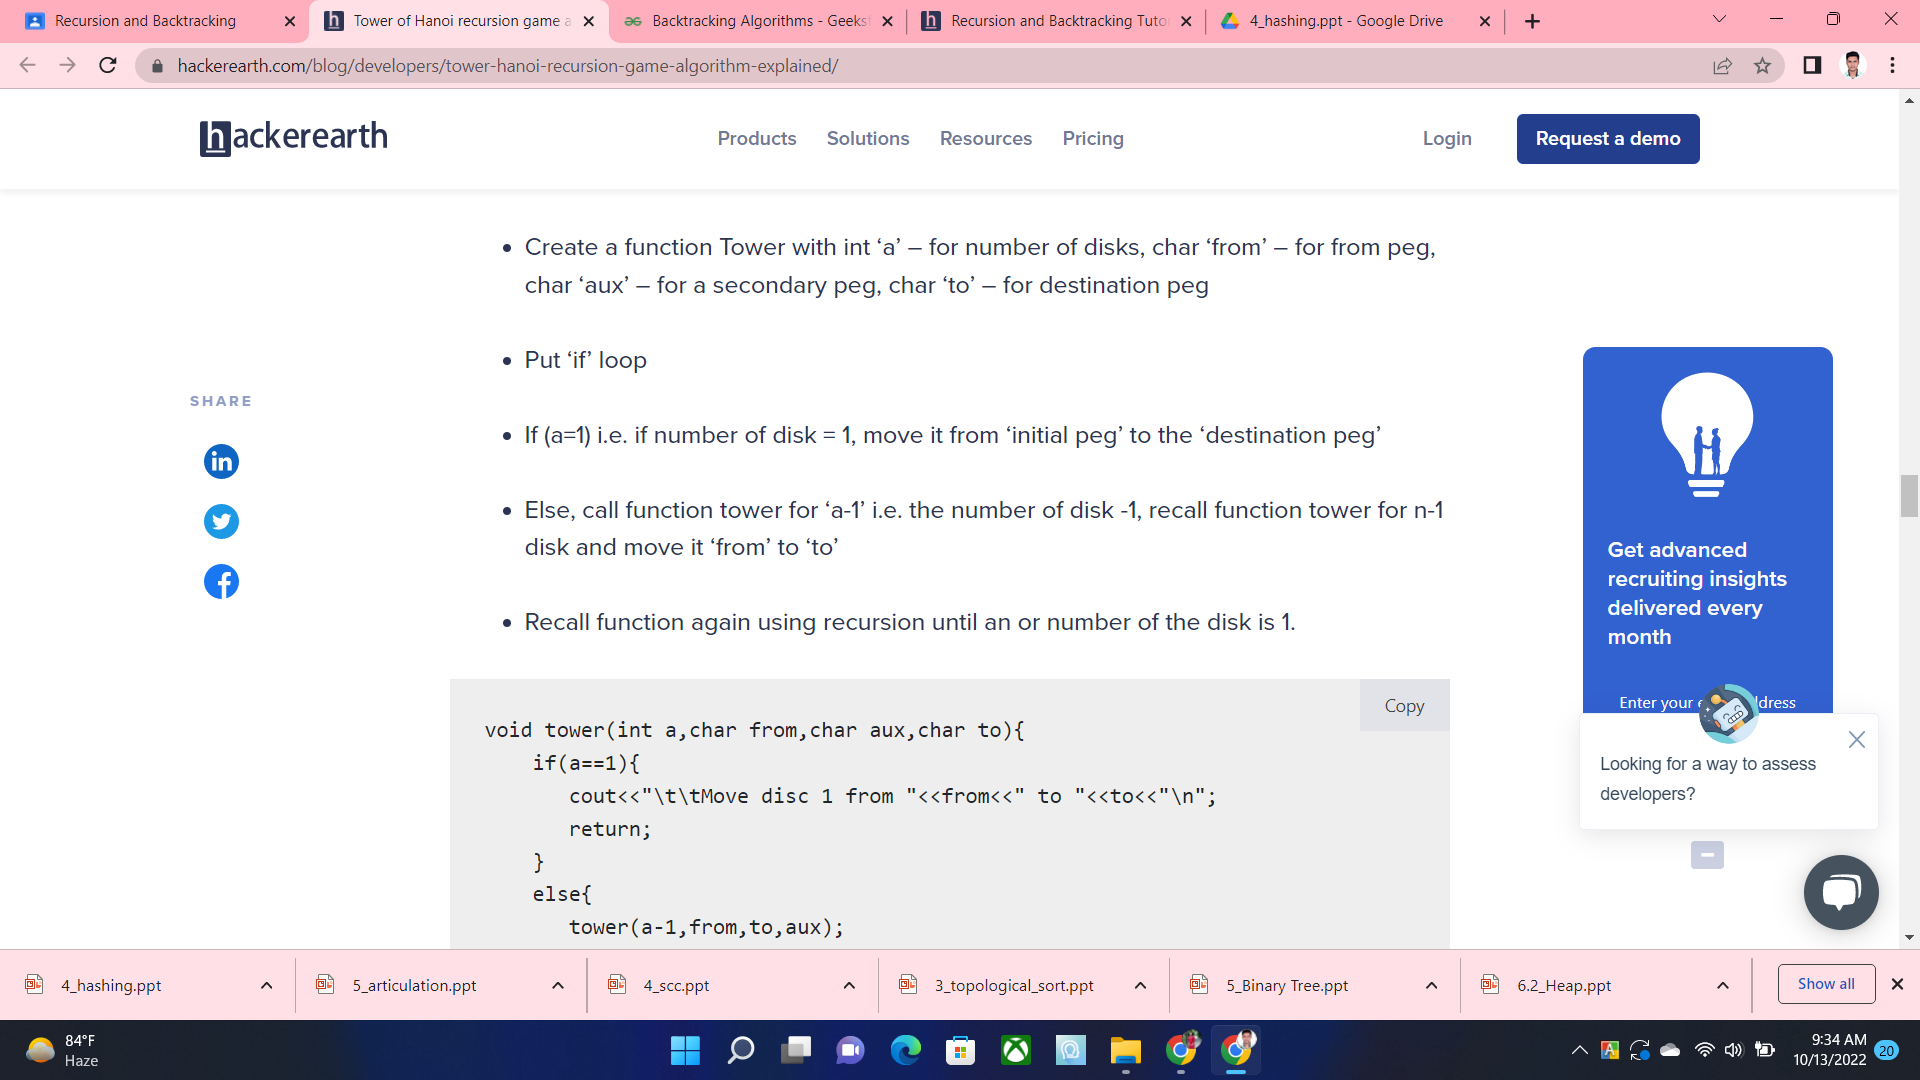 Recursion and Backtracking
Tower of Hanoi recursion game a
Backtracking Algorithms - Geeksf
Recursion and Backtracking Tuto
4_hashing.ppt - Google Drive
hackerearth.com/blog/developers/tower-hanoi-recursion-game-algorithm-explained/
hackerearth
Products
Solutions
Resources
Pricing
Login
Request a demo
• Create a function Tower with int ‘a’ – for number of disks, char ‘from’ – for from peg,
char ‘aux’ – for a secondary peg, char ‘to’ – for destination peg
• Put ‘if’ loop
SHARE
• If (a=1) i.e. if number of disk = 1, move it from ‘initial peg’ to the ‘destination peg’
• Else, call function tower for ‘a-1’ i.e. the number of disk -1, recall function tower for n-1
disk and move it ‘from’ to ‘to’
• Recall function again using recursion until an or number of the disk is 1.
Get advanced
recruiting insights
delivered every
month
Enter your e dress
Looking for a way to assess
developers?
Copy
void tower(int a,char from,char aux,char to){
if(a==1){
cout<<"\t\tMove disc 1 from "<<from<<" to "<<to<<"\n";
return;
}
else{
tower(a-1,from,to,aux);
4_hashing.ppt
5_articulation.ppt
4_scc.ppt
3_topological_sort.ppt
5_Binary Tree.ppt
6.2_Heap.ppt
Show all
84°F
Haze
9:34 AM
10/13/2022
20